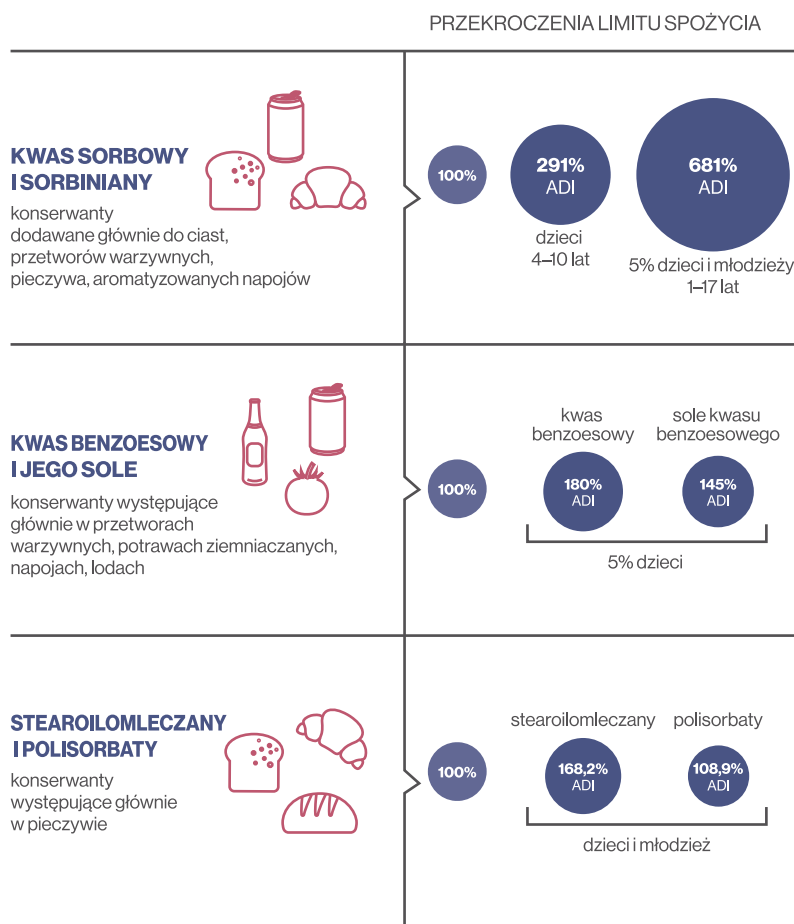 PRZEKROCZENIA LIMITU SPOŻYCIA
KWAS SORBOWY
I SORBINIANY
konserwanty
dodawane głównie do ciast,
przetworów warzywnych,
pieczywa, aromatyzowanych napojów
100%
291%
ADI
dzieci
4–10 lat
681%
ADI
5% dzieci i młodzieży
1–17 lat
KWAS BENZOESOWY
I JEGO SOLE
konserwanty występujące
głównie w przetworach
warzywnych, potrawach ziemniaczanych,
napojach, lodach
100%
kwas
benzoesowy
180%
ADI
sole kwasu
benzoesowego
145%
ADI
5% dzieci
STEAROILOMLECZANY
I POLISORBATY
konserwanty
występujące głównie
w pieczywie
100%
stearoilomleczany
168,2%
ADI
polisorbaty
108,9%
ADI
dzieci i młodzież